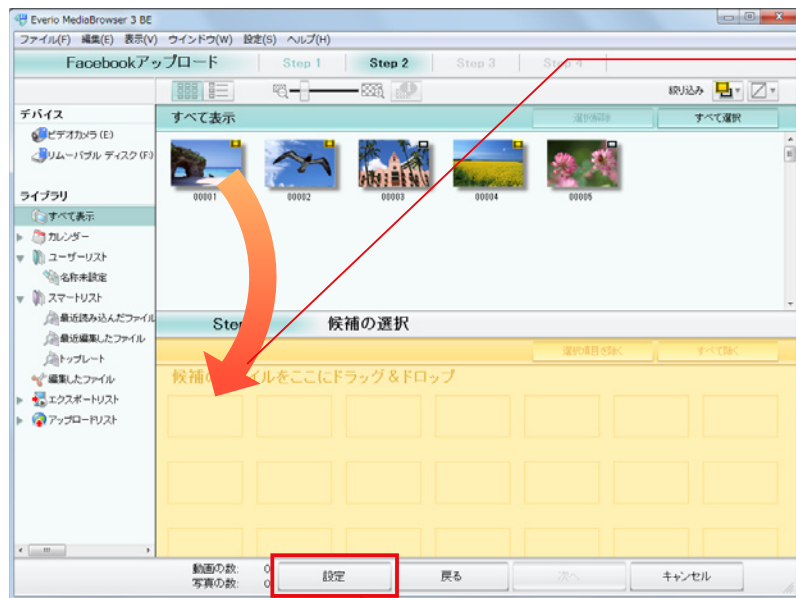 Everio MediaBrowser 3 BE
ファイル(F) 編集(E) 表示(V) ウインドウ(W) 設定(S) ヘルプ(H)
Facebookアップロード Step 1 Step 2 Step 3 Step 4
絞り込み
デバイス
ビデオカメラ (E)
リムーバブル ディスク (F)
ライブラリ
すべて表示
カレンダー
ユーザーリスト
名称未設定
スマートリスト
最近読み込んだファイル
最近編集したファイル
トップレート
編集したファイル
エクスポートリスト
アップロードリスト
すべて表示 選択解除 すべて選択
00001 00002 00003 00004 00005
Ste 候補の選択
選択項目を除く すべて除く
候補の イルをここにドラッグ & ドロップ
動画の数: 0
写真の数: 0
設定 戻る 次へ キャンセル